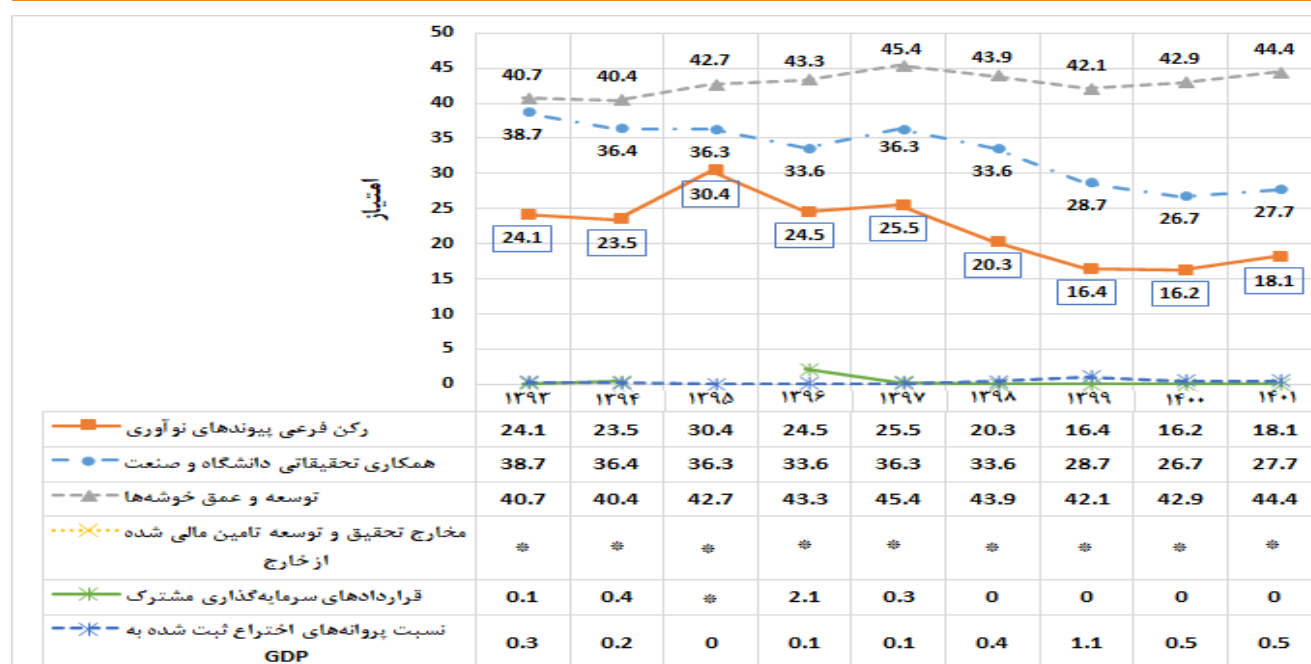 امتیاز
50
45
40
35
30
25
20
15
10
5
0
40.7 40.4 42.7 43.3 45.4 43.9 42.1 42.9 44.4
38.7 36.4 36.3 33.6 36.3 33.6 28.7 26.7 27.7
24.1 23.5 30.4 24.5 25.5 20.3 16.4 16.2 18.1
۱۳۹۳ ۱۳۹۴ ۱۳۹۵ ۱۳۹۶ ۱۳۹۷ ۱۳۹۸ ۱۳۹۹ ۱۴۰۰ ۱۴۰۱
رکن فرعی پیوندهای نوآوری 24.1 23.5 30.4 24.5 25.5 20.3 16.4 16.2 18.1
همکاری تحقیقاتی دانشگاه و صنعت 38.7 36.4 36.3 33.6 36.3 33.6 28.7 26.7 27.7
توسعه و عمق خوشه‌ها 40.7 40.4 42.7 43.3 45.4 43.9 42.1 42.9 44.4
مخارج تحقیق و توسعه تامین مالی شده
از خارج * * * * * * * * *
قراردادهای سرمایه‌گذاری مشترک 0.1 0.4 * 2.1 0.3 0 0 0 0
نسبت پروانه‌های اختراع ثبت شده به
GDP 0.3 0.2 0 0.1 0.1 0.4 1.1 0.5 0.5